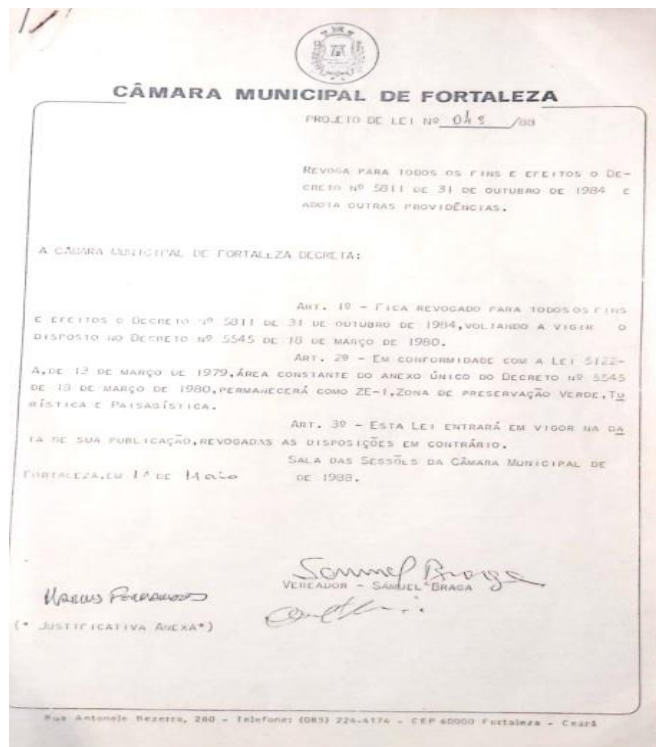 CÂMARA MUNICIPAL DE FORTALEZA
PROJETO DE LEI Nº 048 /88
REVOGA PARA TODOS OS FINS E EFEITOS O DE-
CRETO Nº 5811 DE 31 DE OUTUBRO DE 1984 E
ADOTA OUTRAS PROVIDÊNCIAS.
A CÂMARA MUNICIPAL DE FORTALEZA DECRETA:
ART. 1º - FICA REVOGADO PARA TODOS OS FINS
E EFEITOS O DECRETO Nº 5811 DE 31 DE OUTUBRO DE 1984, VOLTANDO A VIGIR O
DISPOSTO NO DECRETO Nº 5545 DE 18 DE MARÇO DE 1980.
ART. 2º - EM CONFORMIDADE COM A LEI 5122-
A, DE 13 DE MARÇO DE 1979, ÁREA CONSTANTE DO ANEXO ÚNICO DO DECRETO Nº 5545
DE 18 DE MARÇO DE 1980, PERMANECERÁ COMO ZE-1, ZONA DE PRESERVAÇÃO VERDE, TU
RÍSTICA E PAISAGÍSTICA.
ART. 3º - ESTA LEI ENTRARÁ EM VIGOR NA DA
TA DE SUA PUBLICAÇÃO, REVOGADAS AS DISPOSIÇÕES EM CONTRÁRIO.
SALA DAS SESSÕES DA CÂMARA MUNICIPAL DE
FORTALEZA, EM 1º DE Maio DE 1988.
Samuel Braga
VEREADOR - SAMUEL BRAGA
Marcus Fernandes
(* JUSTIFICATIVA ANEXA*)
Rua Antonele Bezerra, 280 - Telefone: (085) 224-4174 - CEP 60000 Fortaleza - Ceará